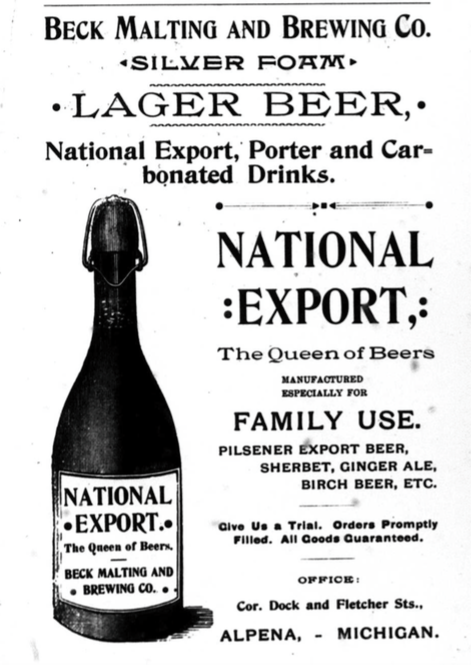 BECK MALTING AND BREWING CO.
SILVER FOAM
LAGER BEER,
National Export, Porter and Car=
bonated Drinks.
NATIONAL
:EXPORT,:
The Queen of Beers
MANUFACTURED
ESPECIALLY FOR
FAMILY USE.
PILSENER EXPORT BEER,
SHERBET, GINGER ALE,
BIRCH BEER, ETC.
Give Us a Trial. Orders Promptly
Filled. All Goods Guaranteed.
OFFICE:
Cor. Dock and Fletcher Sts.,
ALPENA, - MICHIGAN.
NATIONAL
•EXPORT.•
The Queen of Beers.
BECK MALTING AND
• BREWING CO. •